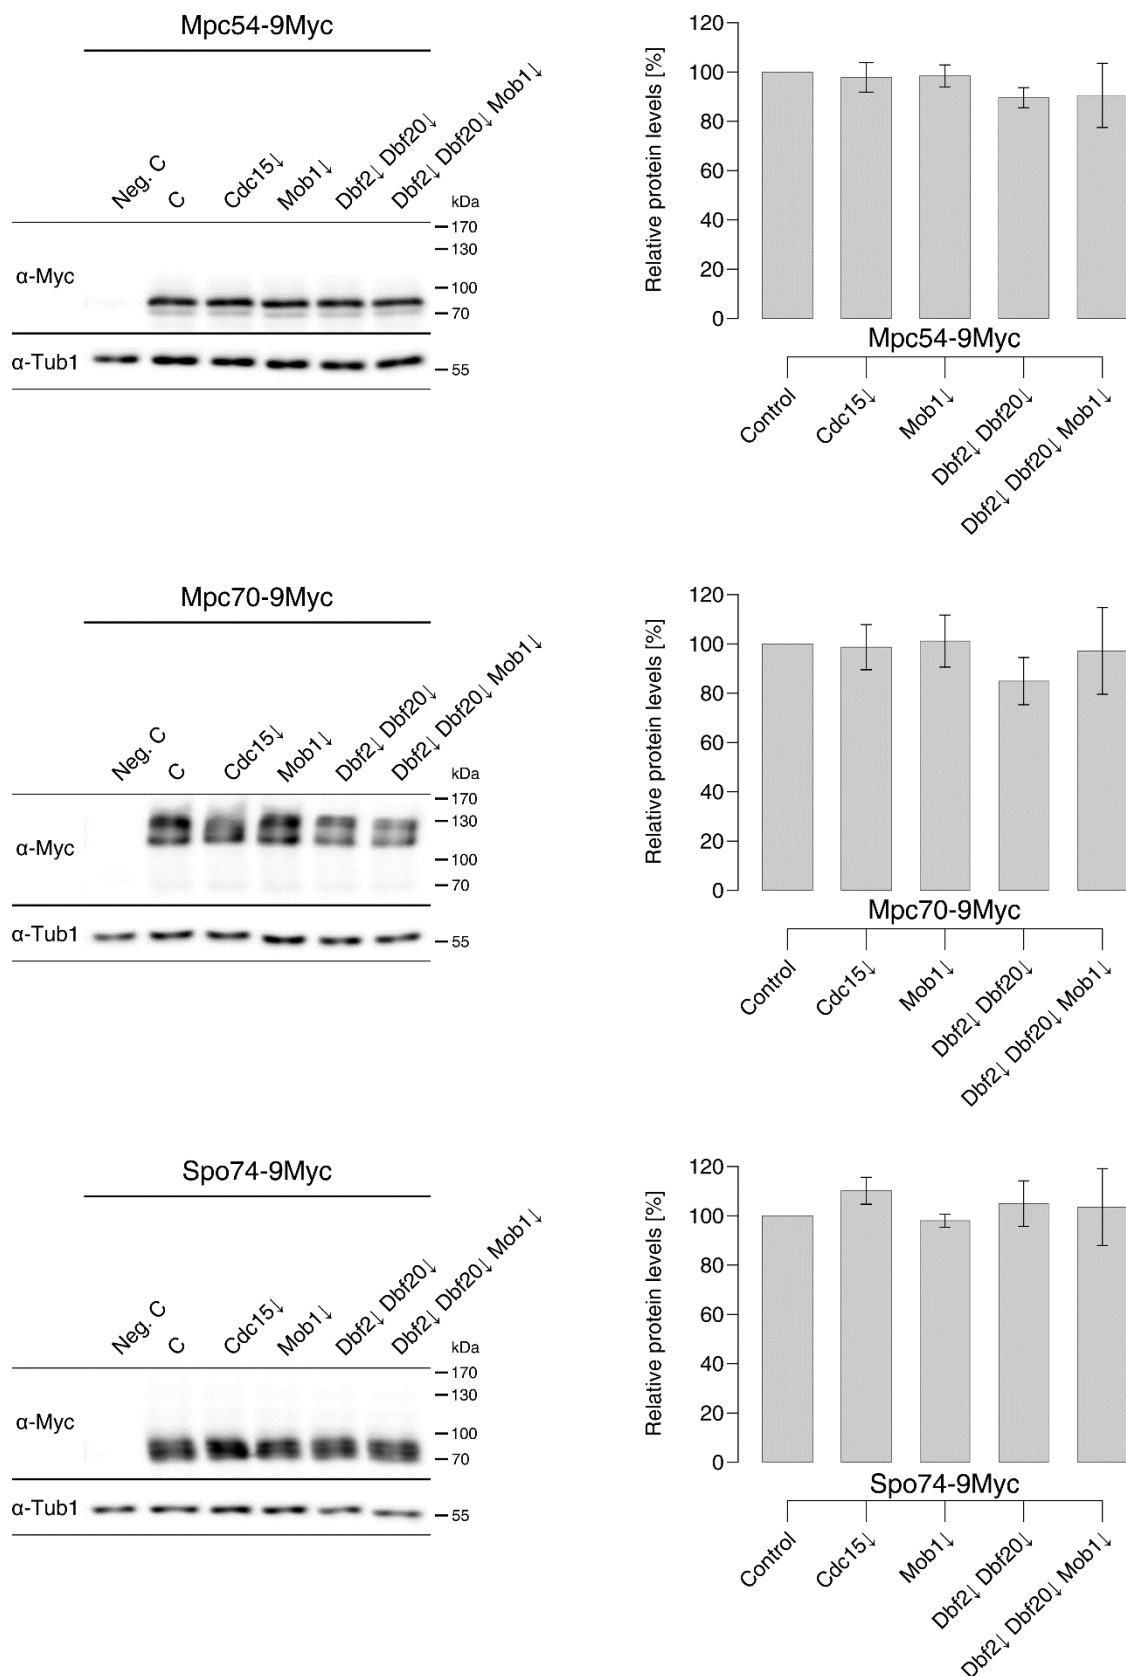 Mpc54-9Myc
Neg. C
C
Cdc15↓
Mob1↓
Dbf2↓ Dbf20↓
Dbf2↓ Dbf20↓ Mob1↓
kDa
170
130
100
70
55
α-Myc
α-Tub1
Relative protein levels [%]
120
100
80
60
40
20
0
Mpc54-9Myc
Control
Cdc15↓
Mob1↓
Dbf2↓ Dbf20↓
Dbf2↓ Dbf20↓ Mob1↓
Mpc70-9Myc
Neg. C
C
Cdc15↓
Mob1↓
Dbf2↓ Dbf20↓
Dbf2↓ Dbf20↓ Mob1↓
kDa
170
130
100
70
55
α-Myc
α-Tub1
Relative protein levels [%]
120
100
80
60
40
20
0
Mpc70-9Myc
Control
Cdc15↓
Mob1↓
Dbf2↓ Dbf20↓
Dbf2↓ Dbf20↓ Mob1↓
Spo74-9Myc
Neg. C
C
Cdc15↓
Mob1↓
Dbf2↓ Dbf20↓
Dbf2↓ Dbf20↓ Mob1↓
kDa
170
130
100
70
55
α-Myc
α-Tub1
Relative protein levels [%]
120
100
80
60
40
20
0
Spo74-9Myc
Control
Cdc15↓
Mob1↓
Dbf2↓ Dbf20↓
Dbf2↓ Dbf20↓ Mob1↓